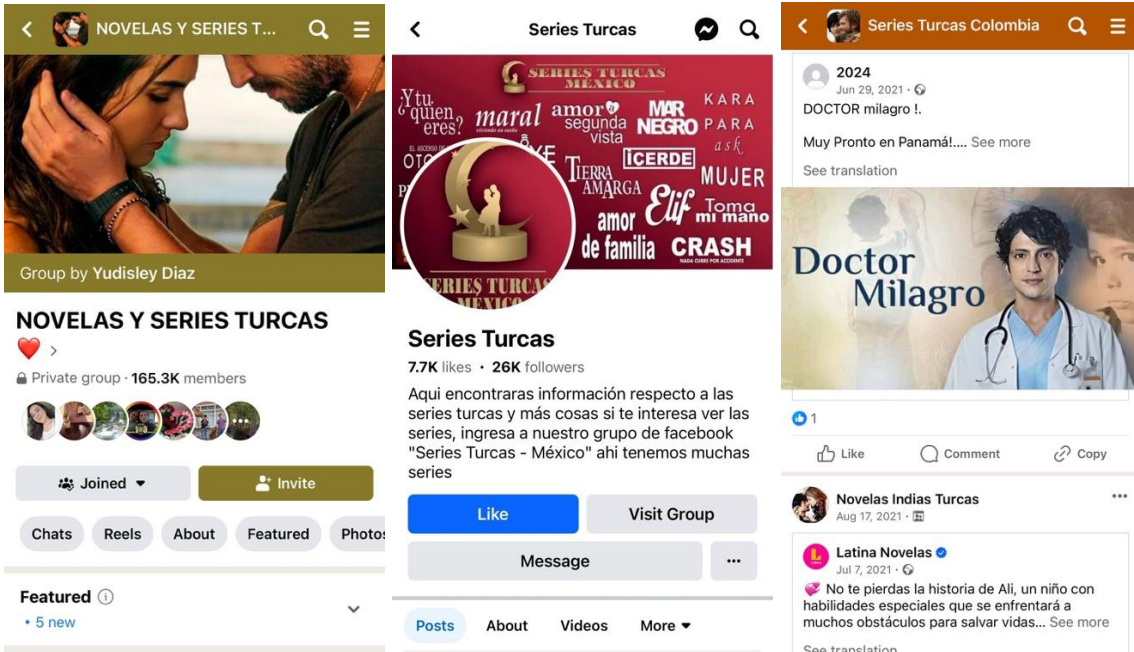 NOVELAS Y SERIES T...
Group by Yudisley Diaz
NOVELAS Y SERIES TURCAS
❤️ >
Private group · 165.3K members
Joined
Invite
Chats
Reels
About
Featured
Photos
Featured
• 5 new
Series Turcas
SERIES TURCAS
MÉXICO
¿Y tu
quien
eres?
maral
amor
segunda
vista
MAR
NEGRO
KARA
PARA
ask
TIERRA
AMARGA
İÇERDE
MUJER
amor
de familia
Elif
Toma
mi mano
CRASH
NADA CURRE POR ACCIDENTE
SERIES TURCAS
MÉXICO
Series Turcas
7.7K likes • 26K followers
Aqui encontraras información respecto a las
series turcas y más cosas si te interesa ver las
series, ingresa a nuestro grupo de facebook
"Series Turcas - México" ahi tenemos muchas
series
Like
Visit Group
Message
Posts
About
Videos
More
Series Turcas Colombia
2024
Jun 29, 2021 ·
DOCTOR milagro !.
Muy Pronto en Panamá!.... See more
See translation
Doctor
Milagro
1
Like
Comment
Copy
Novelas Indias Turcas
Aug 17, 2021 ·
Latina Novelas
Jul 7, 2021 ·
💞 No te pierdas la historia de Ali, un niño con
habilidades especiales que se enfrentará a
muchos obstáculos para salvar vidas... See more
See translation